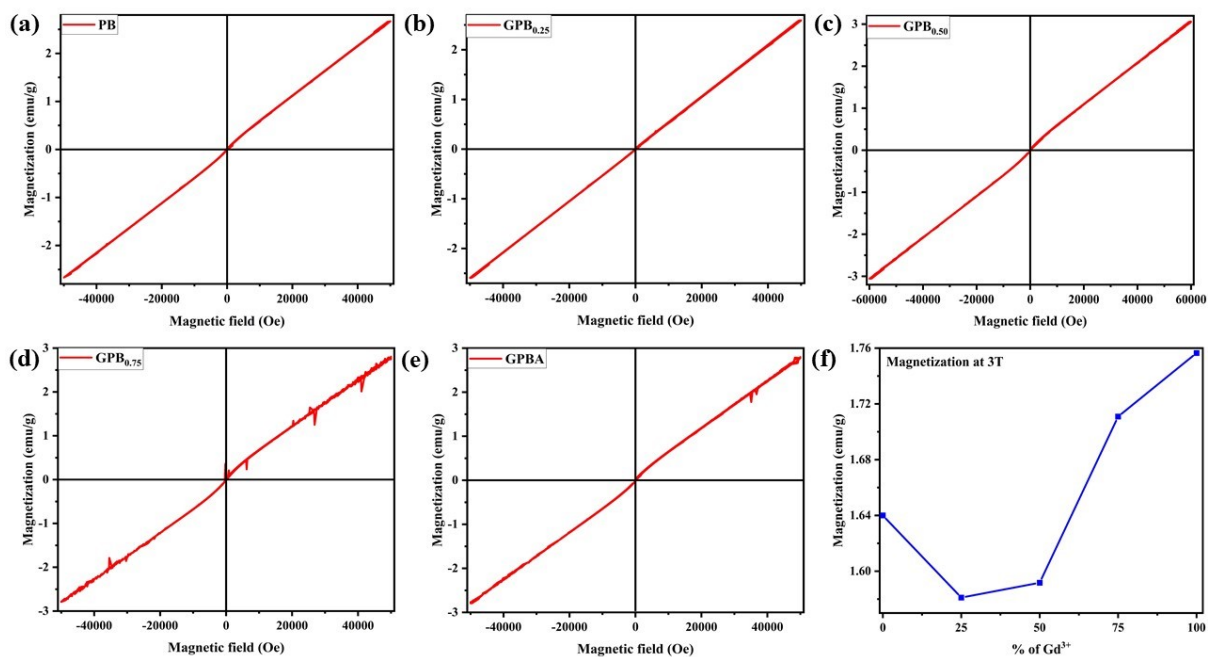 (a)
PB
Magnetization (emu/g)
2
1
0
-1
-2
-40000 -20000 0 20000 40000
Magnetic field (Oe)
(b)
GPB0.25
Magnetization (emu/g)
2
1
0
-1
-2
-40000 -20000 0 20000 40000
Magnetic field (Oe)
(c)
GPB0.50
Magnetization (emu/g)
3
2
1
0
-1
-2
-3
-60000 -40000 -20000 0 20000 40000 60000
Magnetic field (Oe)
(d)
GPB0.75
Magnetization (emu/g)
3
2
1
0
-1
-2
-3
-40000 -20000 0 20000 40000
Magnetic field (Oe)
(e)
GPBA
Magnetization (emu/g)
3
2
1
0
-1
-2
-3
-40000 -20000 0 20000 40000
Magnetic field (Oe)
(f)
Magnetization at 3T
Magnetization (emu/g)
1.76
1.72
1.68
1.64
1.60
0 25 50 75 100
% of Gd³⁺